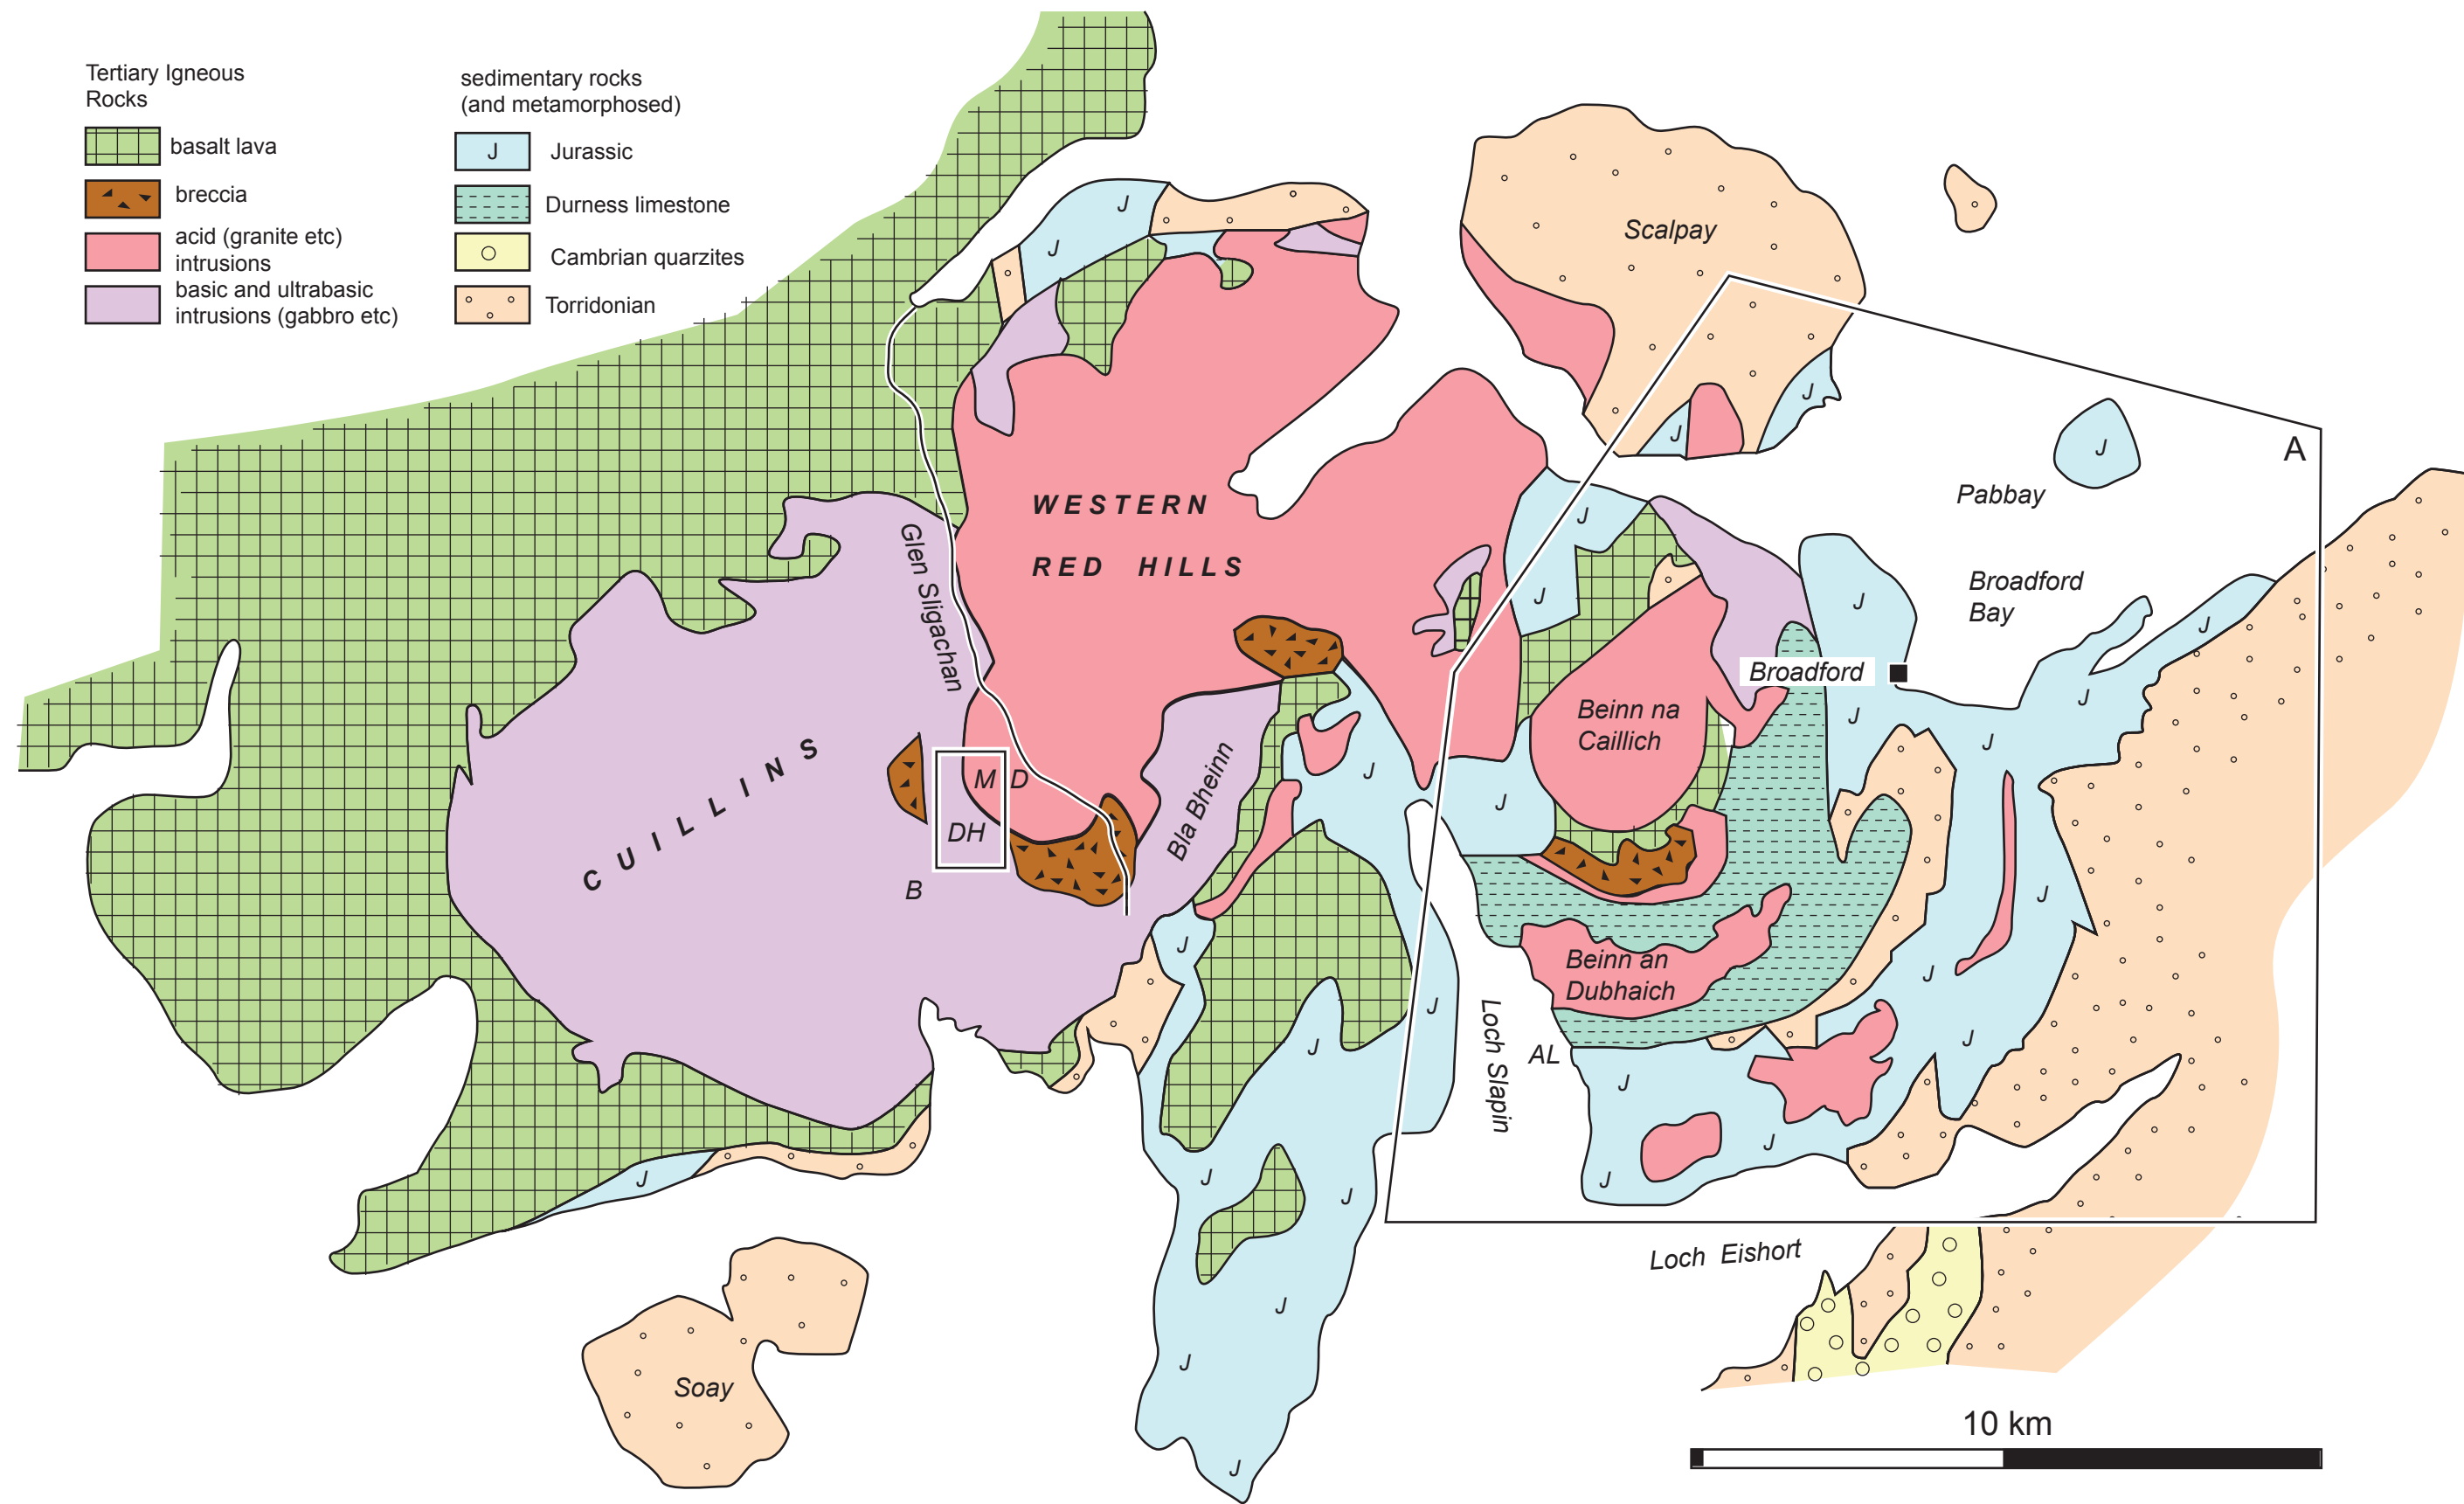 Tertiary Igneous
Rocks
basalt lava
breccia
acid (granite etc)
intrusions
basic and ultrabasic
intrusions (gabbro etc)
sedimentary rocks
(and metamorphosed)
J
Jurassic
Durness limestone
Cambrian quarzites
Torridonian
J
J
Scalpay
J
J
A
J
Pabbay
WESTERN
RED HILLS
Glen Sligachan
J
J
J
Broadford
Bay
J
Broadford
J
J
J
Beinn na
Caillich
CUILLINS
M D
DH
B
Bla Bheinn
J
J
J
J
J
J
Beinn an
Dubhaich
J
J
J
Loch Slapin
AL
J
J
J
J
J
J
J
Loch Eishort
J
J
J
Soay
10 km